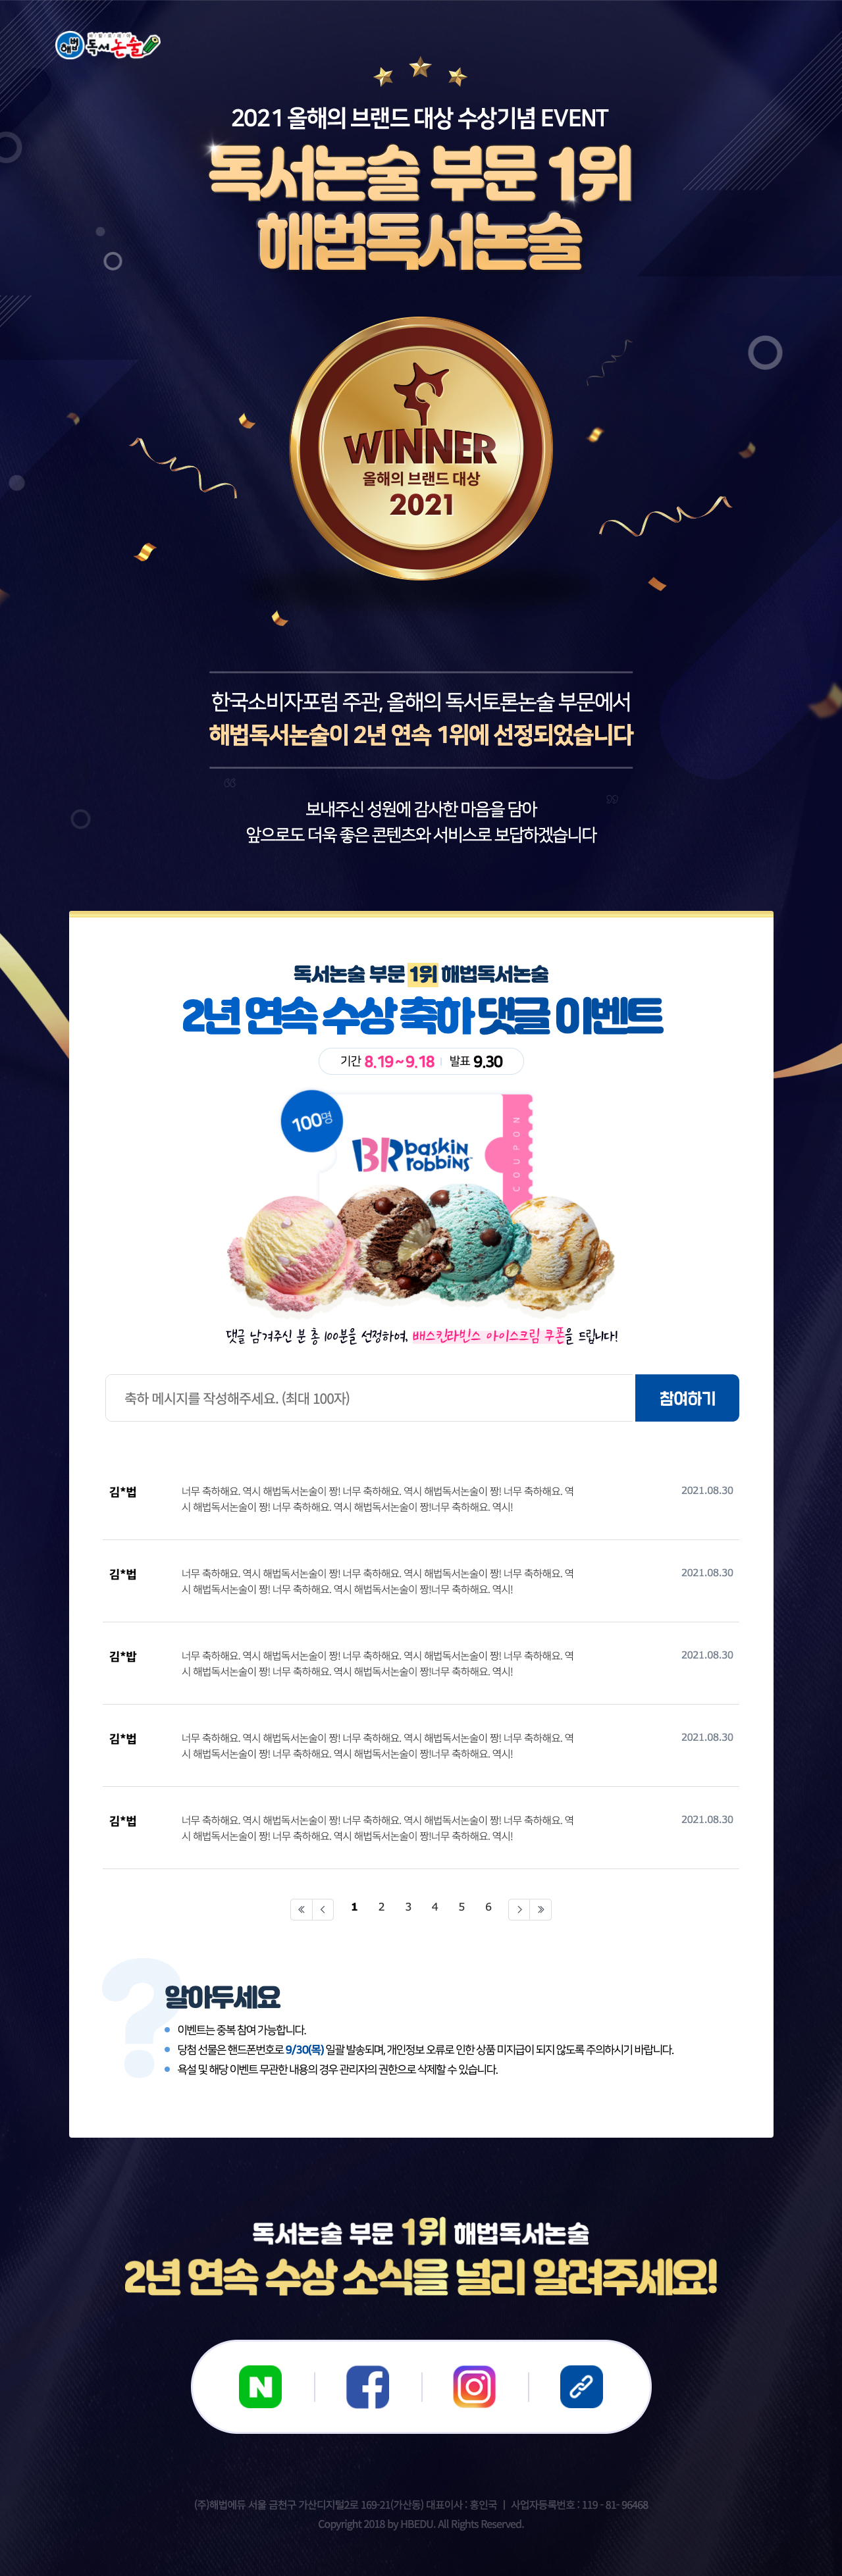 해법 독서논술
2021 올해의 브랜드 대상 수상기념 EVENT
독서논술 부문 1위
해법독서논술
WINNER
올해의 브랜드 대상
2021
한국소비자포럼 주관, 올해의 독서토론논술 부문에서
해법독서논술이 2년 연속 1위에 선정되었습니다
보내주신 성원에 감사한 마음을 담아
앞으로도 더욱 좋은 콘텐츠와 서비스로 보답하겠습니다
독서논술 부문 1위 해법독서논술
2년 연속 수상 축하 댓글 이벤트
기간 8.19~9.18 | 발표 9.30
100명
BR baskin robbins
COUPON
댓글 남겨주신 분 총 100분을 선정하여, 배스킨라빈스 아이스크림 쿠폰을 드립니다!
축하 메시지를 작성해주세요. (최대 100자) 참여하기
김*법 너무 축하해요. 역시 해법독서논술이 짱! 너무 축하해요. 역시 해법독서논술이 짱! 너무 축하해요. 역 2021.08.30
시 해법독서논술이 짱! 너무 축하해요. 역시 해법독서논술이 짱!너무 축하해요. 역시!
김*법 너무 축하해요. 역시 해법독서논술이 짱! 너무 축하해요. 역시 해법독서논술이 짱! 너무 축하해요. 역 2021.08.30
시 해법독서논술이 짱! 너무 축하해요. 역시 해법독서논술이 짱!너무 축하해요. 역시!
김*밥 너무 축하해요. 역시 해법독서논술이 짱! 너무 축하해요. 역시 해법독서논술이 짱! 너무 축하해요. 역 2021.08.30
시 해법독서논술이 짱! 너무 축하해요. 역시 해법독서논술이 짱!너무 축하해요. 역시!
김*법 너무 축하해요. 역시 해법독서논술이 짱! 너무 축하해요. 역시 해법독서논술이 짱! 너무 축하해요. 역 2021.08.30
시 해법독서논술이 짱! 너무 축하해요. 역시 해법독서논술이 짱!너무 축하해요. 역시!
김*법 너무 축하해요. 역시 해법독서논술이 짱! 너무 축하해요. 역시 해법독서논술이 짱! 너무 축하해요. 역 2021.08.30
시 해법독서논술이 짱! 너무 축하해요. 역시 해법독서논술이 짱!너무 축하해요. 역시!
« ‹ 1 2 3 4 5 6 › »
?
알아두세요
이벤트는 중복 참여 가능합니다.
당첨 선물은 핸드폰번호로 9/30(목) 일괄 발송되며, 개인정보 오류로 인한 상품 미지급이 되지 않도록 주의하시기 바랍니다.
욕설 및 해당 이벤트 무관한 내용의 경우 관리자의 권한으로 삭제할 수 있습니다.
독서논술 부문 1위 해법독서논술
2년 연속 수상 소식을 널리 알려주세요!
N
(주)해법에듀 서울 금천구 가산디지털2로 169-21(가산동) 대표이사 : 홍인국 | 사업자등록번호 : 119 - 81- 96468
Copyright 2018 by HBEDU. All Rights Reserved.